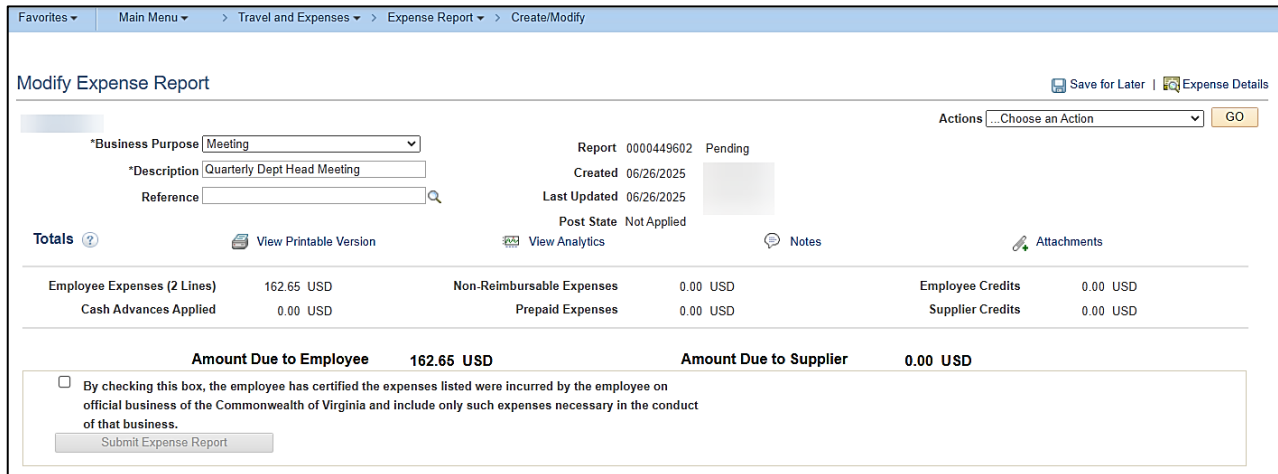 Favorites Main Menu > Travel and Expenses > Expense Report > Create/Modify
Modify Expense Report
Save for Later | Expense Details
Actions ...Choose an Action GO
*Business Purpose Meeting
Report 0000449602 Pending
*Description Quarterly Dept Head Meeting
Created 06/26/2025
Reference
Last Updated 06/26/2025
Post State Not Applied
Totals ? View Printable Version View Analytics Notes Attachments
Employee Expenses (2 Lines) 162.65 USD Non-Reimbursable Expenses 0.00 USD Employee Credits 0.00 USD
Cash Advances Applied 0.00 USD Prepaid Expenses 0.00 USD Supplier Credits 0.00 USD
Amount Due to Employee 162.65 USD Amount Due to Supplier 0.00 USD
By checking this box, the employee has certified the expenses listed were incurred by the employee on
official business of the Commonwealth of Virginia and include only such expenses necessary in the conduct
of that business.
Submit Expense Report